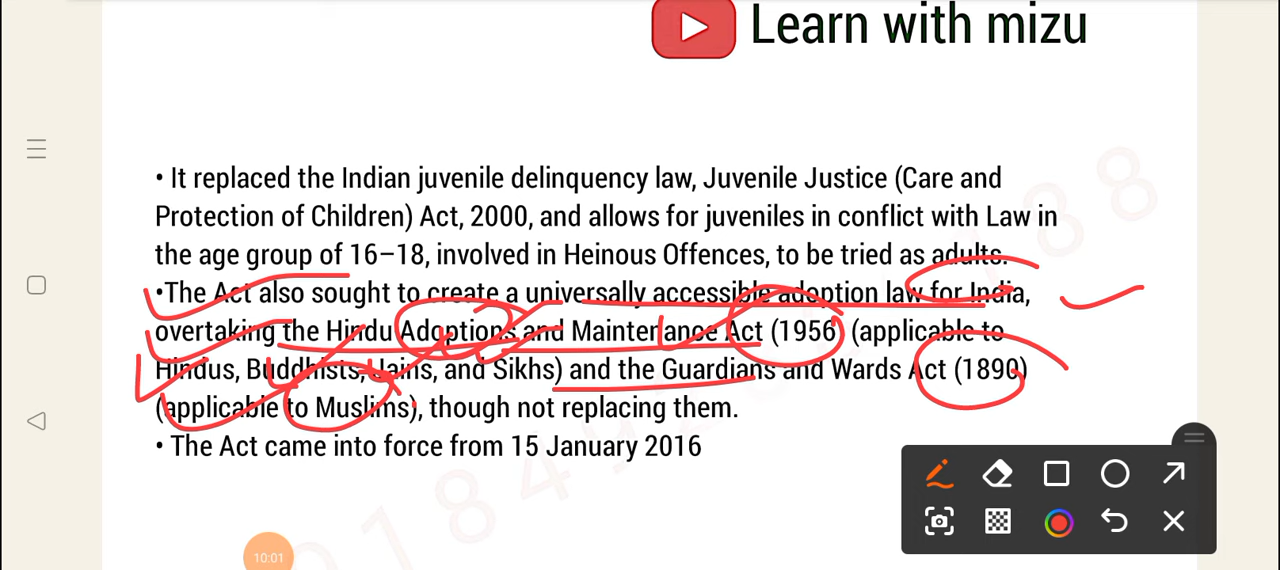 Learn with mizu
• It replaced the Indian juvenile delinquency law, Juvenile Justice (Care and
Protection of Children) Act, 2000, and allows for juveniles in conflict with Law in
the age group of 16–18, involved in Heinous Offences, to be tried as adults.
•The Act also sought to create a universally accessible adoption law for India,
overtaking the Hindu Adoptions and Maintenance Act (1956) (applicable to
Hindus, Buddhists, Jains, and Sikhs) and the Guardians and Wards Act (1890)
(applicable to Muslims), though not replacing them.
• The Act came into force from 15 January 2016
10:01